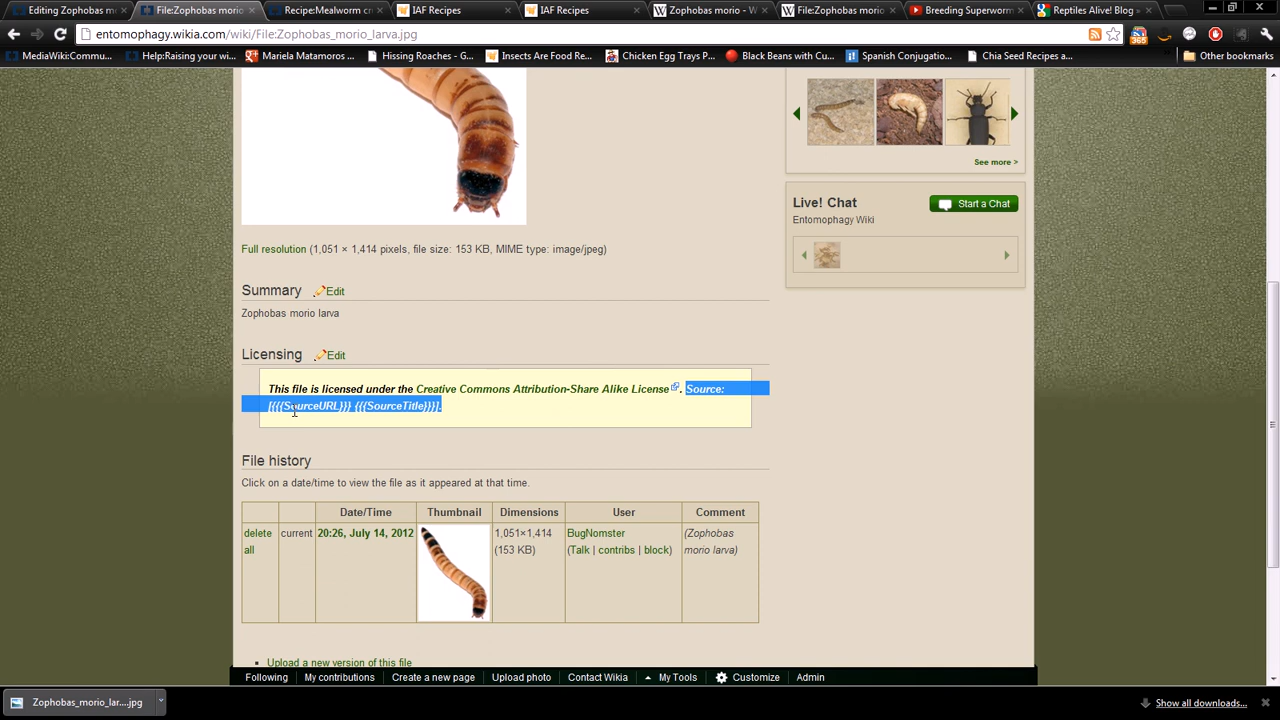 Editing Zophobas m
File:Zophobas morio
Recipe:Mealworm cr
IAF Recipes
IAF Recipes
Zophobas morio - W
File:Zophobas morio
Breeding Superworm
Reptiles Alive! Blog »
entomophagy.wikia.com/wiki/File:Zophobas_morio_larva.jpg
MediaWiki:Commu...
Help:Raising your wi...
Mariela Matamoros ...
Hissing Roaches - G...
Insects Are Food Re...
Chicken Egg Trays P...
Black Beans with Cu...
Spanish Conjugatio...
Chia Seed Recipes a...
Other bookmarks
See more >
Live! Chat
Start a Chat
Entomophagy Wiki
Full resolution (1,051 × 1,414 pixels, file size: 153 KB, MIME type: image/jpeg)
Summary Edit
Zophobas morio larva
Licensing Edit
This file is licensed under the Creative Commons Attribution-Share Alike License . Source:
[{{{SourceURL}}} {{{SourceTitle}}}].
File history
Click on a date/time to view the file as it appeared at that time.
Date/Time Thumbnail Dimensions User Comment
delete current 20:26, July 14, 2012 1,051×1,414 BugNomster (Zophobas
all (153 KB) (Talk | contribs | block) morio larva)
Upload a new version of this file
Following My contributions Create a new page Upload photo Contact Wikia My Tools Customize Admin
Zophobas_morio_lar....jpg
Show all downloads...